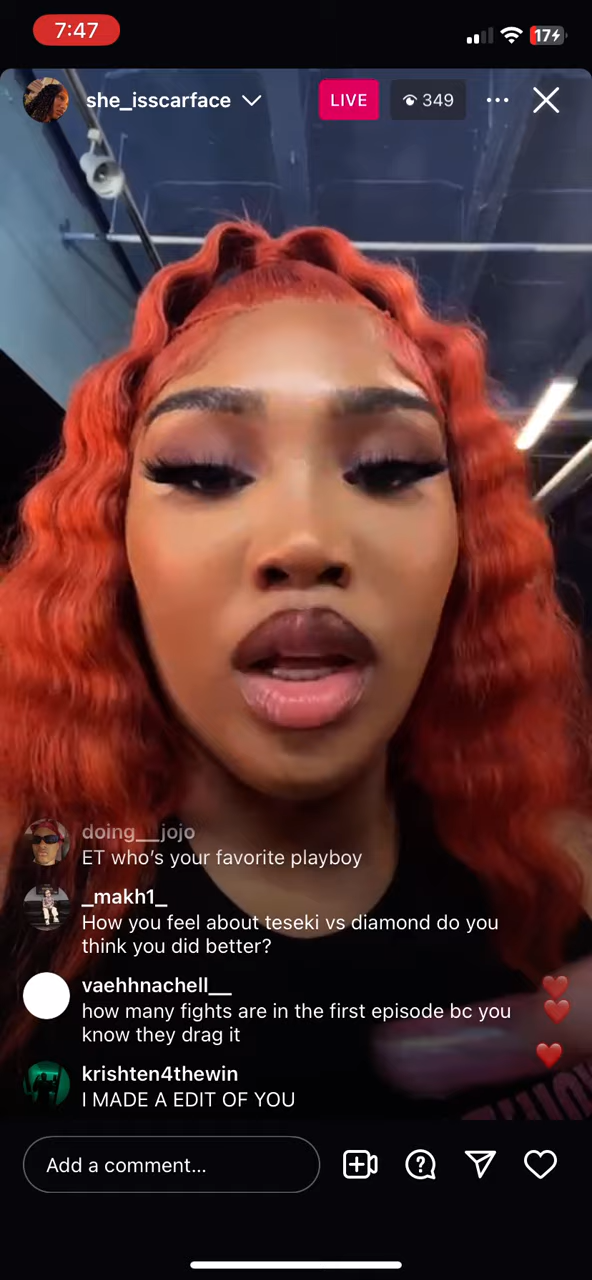 7:47
17
she_isscarface
LIVE
349
doing__jojo
ET who's your favorite playboy
_makh1_
How you feel about teseki vs diamond do you
think you did better?
vaehhnachell__
how many fights are in the first episode bc you
know they drag it
krishten4thewin
I MADE A EDIT OF YOU
Add a comment...